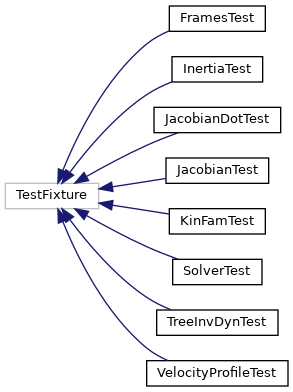 FramesTest
InertiaTest
JacobianDotTest
JacobianTest
TestFixture
KinFamTest
SolverTest
TreeInvDynTest
VelocityProfileTest